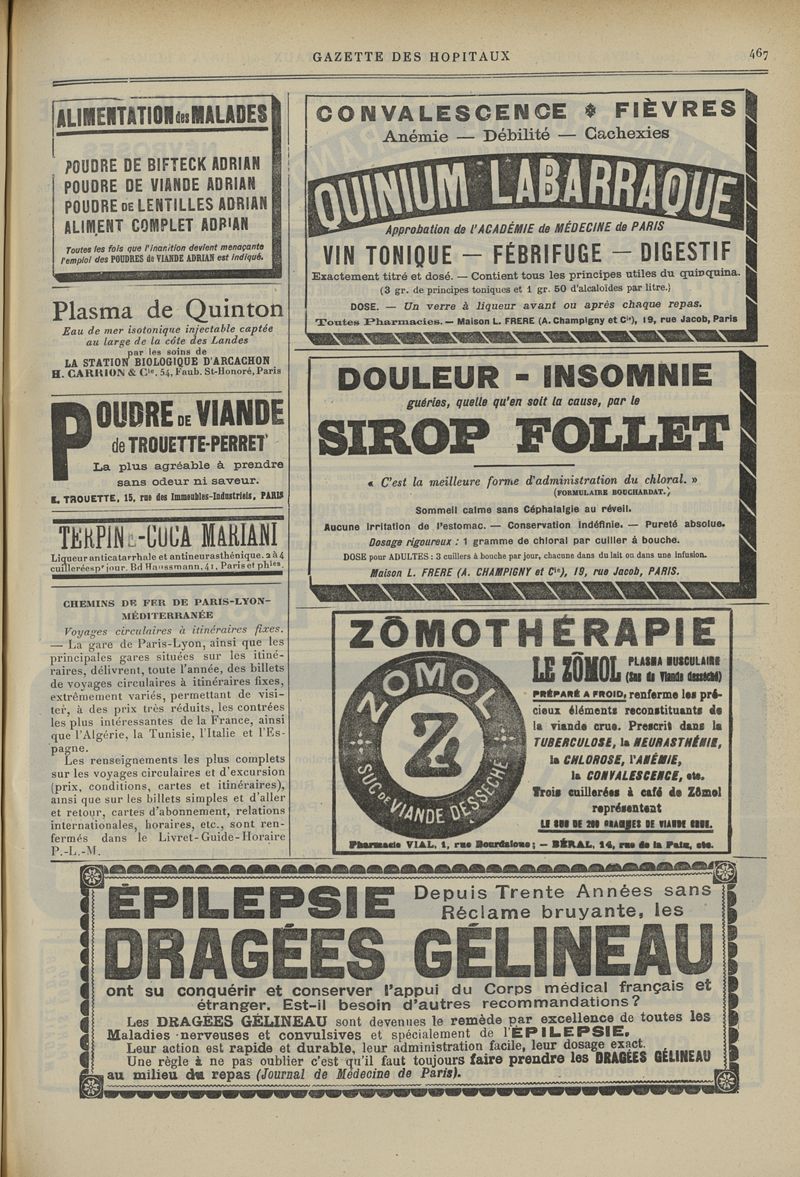 GAZETTE DES HOPITAUX
467
ALIMENTATION des MALADES
POUDRE DE BIFTECK ADRIAN
POUDRE DE VIANDE ADRIAN
POUDRE DE LENTILLES ADRIAN
ALIMENT COMPLET ADRIAN
Toutes les fois que l'inanition devient menaçante
l'emploi des POUDRES de VIANDE ADRIAN est indiqué.
Plasma de Quinton
Eau de mer isotonique injectable captée
au large de la côte des Landes
par les soins de
LA STATION BIOLOGIQUE D'ARCACHON
H. CARRION & Cie, 54, Faub. St-Honoré, Paris
POUDRE DE VIANDE
de TROUETTE-PERRET
La plus agréable à prendre
sans odeur ni saveur.
E. TROUETTE, 15, rue des Immeubles-Industriels, PARIS
TERPINE-COCA MARIANI
Liqueur anticatarrhale et antineurasthénique. 2 à 4
cuillerées pr jour. Bd Haussmann, 41, Paris et phies.
CHEMINS DE FER DE PARIS-LYON-
MÉDITERRANÉE
Voyages circulaires à itinéraires fixes.
— La gare de Paris-Lyon, ainsi que les
principales gares situées sur les itiné-
raires, délivrent, toute l'année, des billets
de voyages circulaires à itinéraires fixes,
extrêmement variés, permettant de visi-
ter, à des prix très réduits, les contrées
les plus intéressantes de la France, ainsi
que l'Algérie, la Tunisie, l'Italie et l'Es-
pagne.
Les renseignements les plus complets
sur les voyages circulaires et d'excursion
(prix, conditions, cartes et itinéraires),
ainsi que sur les billets simples et d'aller
et retour, cartes d'abonnement, relations
internationales, horaires, etc., sont ren-
fermés dans le Livret-Guide-Horaire
P.-L.-M.
CONVALESCENCE * FIÈVRES
Anémie — Débilité — Cachexies
QUINIUM LABARRAQUE
Approbation de l'ACADÉMIE de MÉDECINE de PARIS
VIN TONIQUE — FÉBRIFUGE — DIGESTIF
Exactement titré et dosé. — Contient tous les principes utiles du quinquina.
(3 gr. de principes toniques et 1 gr. 50 d'alcaloïdes par litre.)
DOSE. — Un verre à liqueur avant ou après chaque repas.
Toutes Pharmacies. — Maison L. FRERE (A. Champigny et Cie), 19, rue Jacob, Paris
DOULEUR - INSOMNIE
guéries, quelle qu'en soit la cause, par le
SIROP FOLLET
« C'est la meilleure forme d'administration du chloral. »
(FORMULAIRE BOUCHARDAT.)
Sommeil calme sans Céphalalgie au réveil.
Aucune irritation de l'estomac. — Conservation indéfinie. — Pureté absolue.
Dosage rigoureux : 1 gramme de chloral par cuiller à bouche.
DOSE pour ADULTES : 3 cuillers à bouche par jour, chacune dans du lait ou dans une infusion.
Maison L. FRERE (A. CHAMPIGNY et Cie), 19, rue Jacob, PARIS.
ZÔMOTHÉRAPIE
ZÔMOL
Z
SUC DE VIANDE DESSÉCHÉ
LE ZÔMOL PLASMA MUSCULAIRE
(Suc de Viande desséché)
PRÉPARÉ A FROID, renferme les pré-
cieux éléments reconstituants de
la viande crue. Prescrit dans la
TUBERCULOSE, la NEURASTHÉNIE,
la CHLOROSE, l'ANÉMIE,
la CONVALESCENCE, etc.
Trois cuillerées à café de Zômol
représentent
LE SUC DE 200 GRAMMES DE VIANDE CRUE.
Pharmacie VIAL, 1, rue Bourdaloue; — BÉRAL, 14, rue de la Paix, etc.
ÉPILEPSIE Depuis Trente Années sans
Réclame bruyante, les
DRAGÉES GÉLINEAU
ont su conquérir et conserver l'appui du Corps médical français et
étranger. Est-il besoin d'autres recommandations?
Les DRAGÉES GÉLINEAU sont devenues le remède par excellence de toutes les
Maladies nerveuses et convulsives et spécialement de l'ÉPILEPSIE.
Leur action est rapide et durable, leur administration facile, leur dosage exact.
Une règle à ne pas oublier c'est qu'il faut toujours faire prendre les DRAGÉES GÉLINEAU
au milieu du repas (Journal de Médecine de Paris).